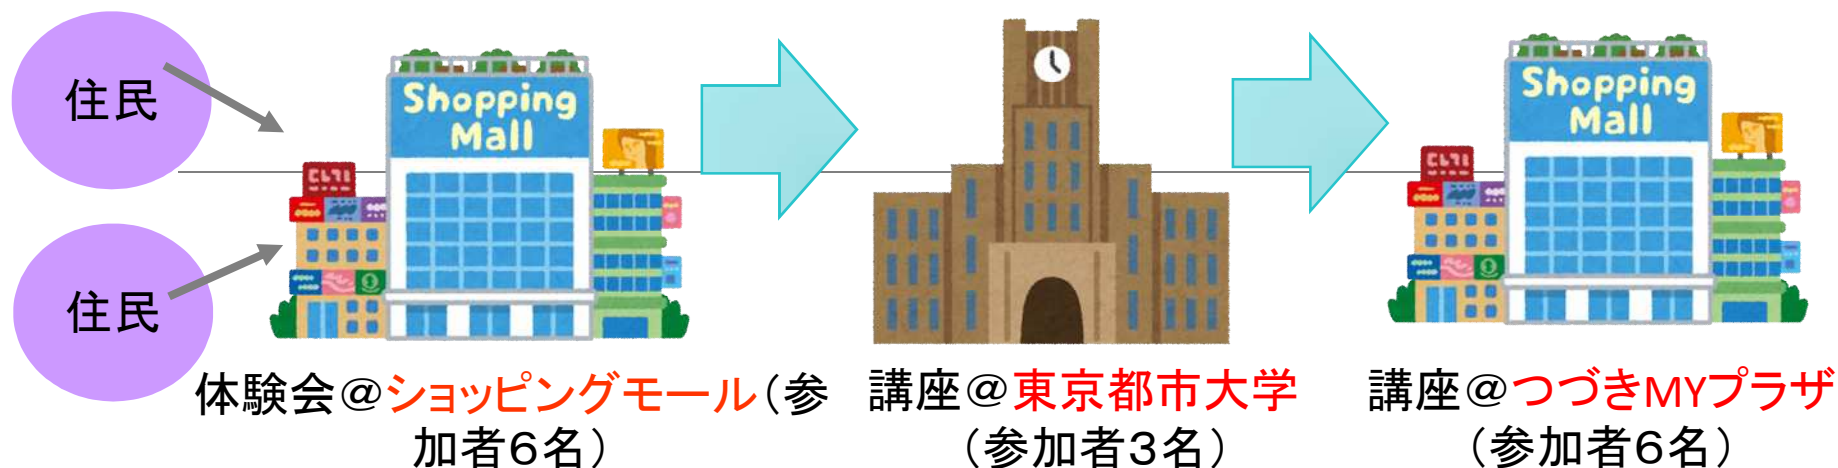 住民
住民
Shopping
Mall
Shopping
Mall
体験会＠ショッピングモール（参
加者６名）
講座＠東京都市大学
（参加者３名）
講座＠つづきMYプラザ
（参加者６名）